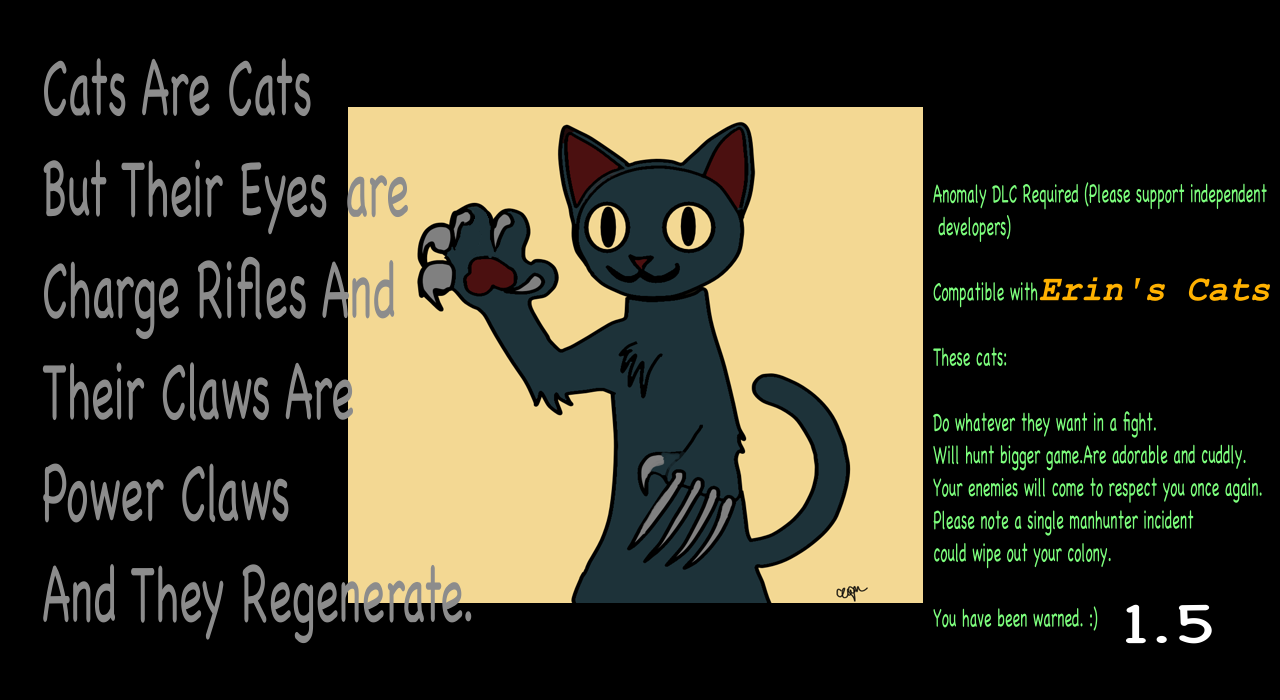 Cats Are Cats
But Their Eyes are
Charge Rifles And
Their Claws Are
Power Claws
And They Regenerate.
Anomaly DLC Required (Please support independent
developers)
Compatible with Erin's Cats
These cats:
Do whatever they want in a fight.
Will hunt bigger game.Are adorable and cuddly.
Your enemies will come to respect you once again.
Please note a single manhunter incident
could wipe out your colony.
You have been warned. :)
1.5